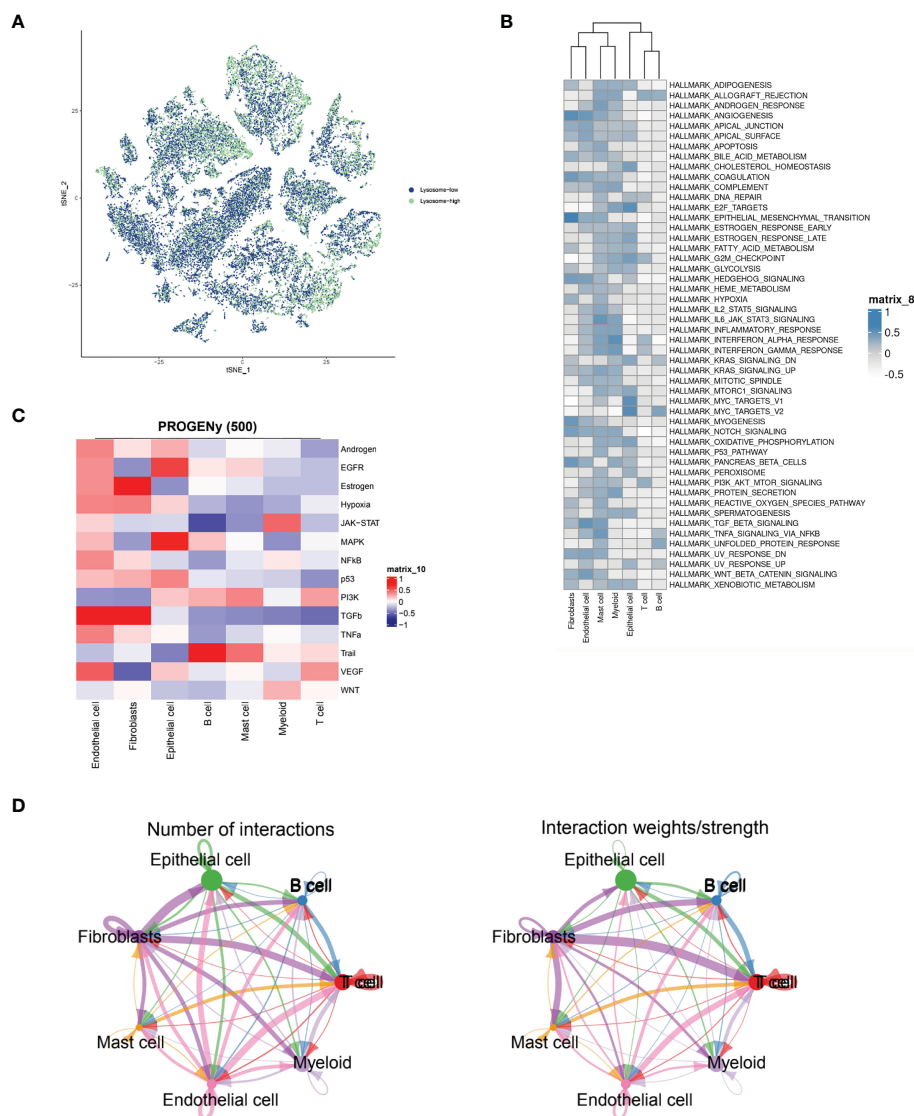 A
25
0
−25
−25
0
25
tSNE_1
tSNE_2
Lysosome−low
Lysosome−high
B
HALLMARK_ADIPOGENESIS
HALLMARK_ALLOGRAFT_REJECTION
HALLMARK_ANDROGEN_RESPONSE
HALLMARK_ANGIOGENESIS
HALLMARK_APICAL_JUNCTION
HALLMARK_APICAL_SURFACE
HALLMARK_APOPTOSIS
HALLMARK_BILE_ACID_METABOLISM
HALLMARK_CHOLESTEROL_HOMEOSTASIS
HALLMARK_COAGULATION
HALLMARK_COMPLEMENT
HALLMARK_DNA_REPAIR
HALLMARK_E2F_TARGETS
HALLMARK_EPITHELIAL_MESENCHYMAL_TRANSITION
HALLMARK_ESTROGEN_RESPONSE_EARLY
HALLMARK_ESTROGEN_RESPONSE_LATE
HALLMARK_FATTY_ACID_METABOLISM
HALLMARK_G2M_CHECKPOINT
HALLMARK_GLYCOLYSIS
HALLMARK_HEDGEHOG_SIGNALING
HALLMARK_HEME_METABOLISM
HALLMARK_HYPOXIA
HALLMARK_IL2_STAT5_SIGNALING
HALLMARK_IL6_JAK_STAT3_SIGNALING
HALLMARK_INFLAMMATORY_RESPONSE
HALLMARK_INTERFERON_ALPHA_RESPONSE
HALLMARK_INTERFERON_GAMMA_RESPONSE
HALLMARK_KRAS_SIGNALING_DN
HALLMARK_KRAS_SIGNALING_UP
HALLMARK_MITOTIC_SPINDLE
HALLMARK_MTORC1_SIGNALING
HALLMARK_MYC_TARGETS_V1
HALLMARK_MYC_TARGETS_V2
HALLMARK_MYOGENESIS
HALLMARK_NOTCH_SIGNALING
HALLMARK_OXIDATIVE_PHOSPHORYLATION
HALLMARK_P53_PATHWAY
HALLMARK_PANCREAS_BETA_CELLS
HALLMARK_PEROXISOME
HALLMARK_PI3K_AKT_MTOR_SIGNALING
HALLMARK_PROTEIN_SECRETION
HALLMARK_REACTIVE_OXYGEN_SPECIES_PATHWAY
HALLMARK_SPERMATOGENESIS
HALLMARK_TGF_BETA_SIGNALING
HALLMARK_TNFA_SIGNALING_VIA_NFKB
HALLMARK_UNFOLDED_PROTEIN_RESPONSE
HALLMARK_UV_RESPONSE_DN
HALLMARK_UV_RESPONSE_UP
HALLMARK_WNT_BETA_CATENIN_SIGNALING
HALLMARK_XENOBIOTIC_METABOLISM
Fibroblasts
Endothelial cell
Mast cell
Myeloid
Epithelial cell
T cell
B cell
matrix_8
1
0.5
0
-0.5
C
PROGENy (500)
Androgen
EGFR
Estrogen
Hypoxia
JAK−STAT
MAPK
NFkB
p53
PI3K
TGFb
TNFa
Trail
VEGF
WNT
Endothelial cell
Fibroblasts
Epithelial cell
B cell
Mast cell
Myeloid
T cell
matrix_10
1
0.5
0
−0.5
−1
D
Number of interactions
Epithelial cell
B cell
Fibroblasts
T cell
Mast cell
Myeloid
Endothelial cell
Interaction weights/strength
Epithelial cell
B cell
Fibroblasts
T cell
Mast cell
Myeloid
Endothelial cell